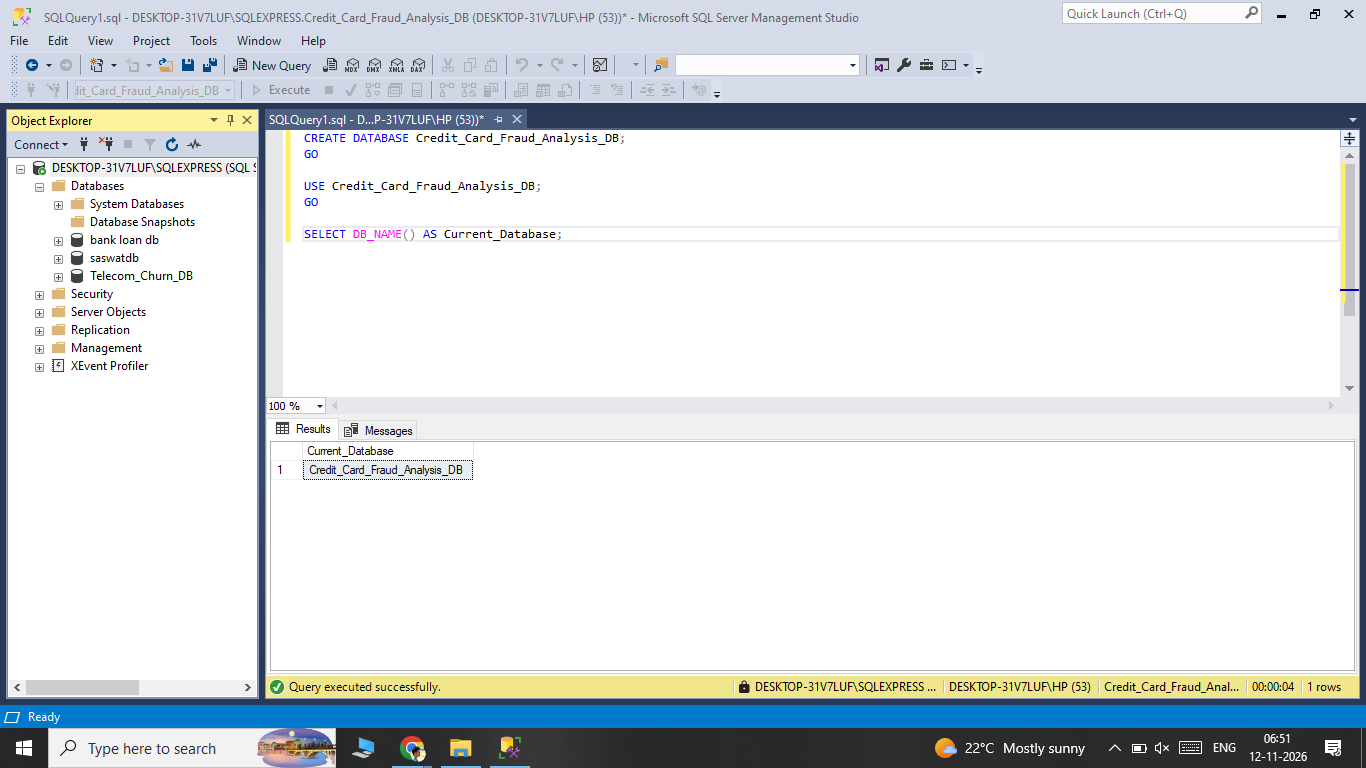 SQLQuery1.sql - DESKTOP-31V7LUF\SQLEXPRESS.Credit_Card_Fraud_Analysis_DB (DESKTOP-31V7LUF\HP (53))* - Microsoft SQL Server Management Studio
Quick Launch (Ctrl+Q)
File Edit View Project Tools Window Help
New Query MDX DMX XMLA DAX
dit_Card_Fraud_Analysis_DB Execute
Object Explorer
Connect
DESKTOP-31V7LUF\SQLEXPRESS (SQL S
Databases
System Databases
Database Snapshots
bank loan db
saswatdb
Telecom_Churn_DB
Security
Server Objects
Replication
Management
XEvent Profiler
SQLQuery1.sql - D...P-31V7LUF\HP (53))*
CREATE DATABASE Credit_Card_Fraud_Analysis_DB;
GO
USE Credit_Card_Fraud_Analysis_DB;
GO
SELECT DB_NAME() AS Current_Database;
100 %
Results Messages
Current_Database
1 Credit_Card_Fraud_Analysis_DB
Query executed successfully.
DESKTOP-31V7LUF\SQLEXPRESS ... DESKTOP-31V7LUF\HP (53) Credit_Card_Fraud_Anal... 00:00:04 1 rows
Ready
Type here to search
22°C Mostly sunny
ENG
06:51
12-11-2026